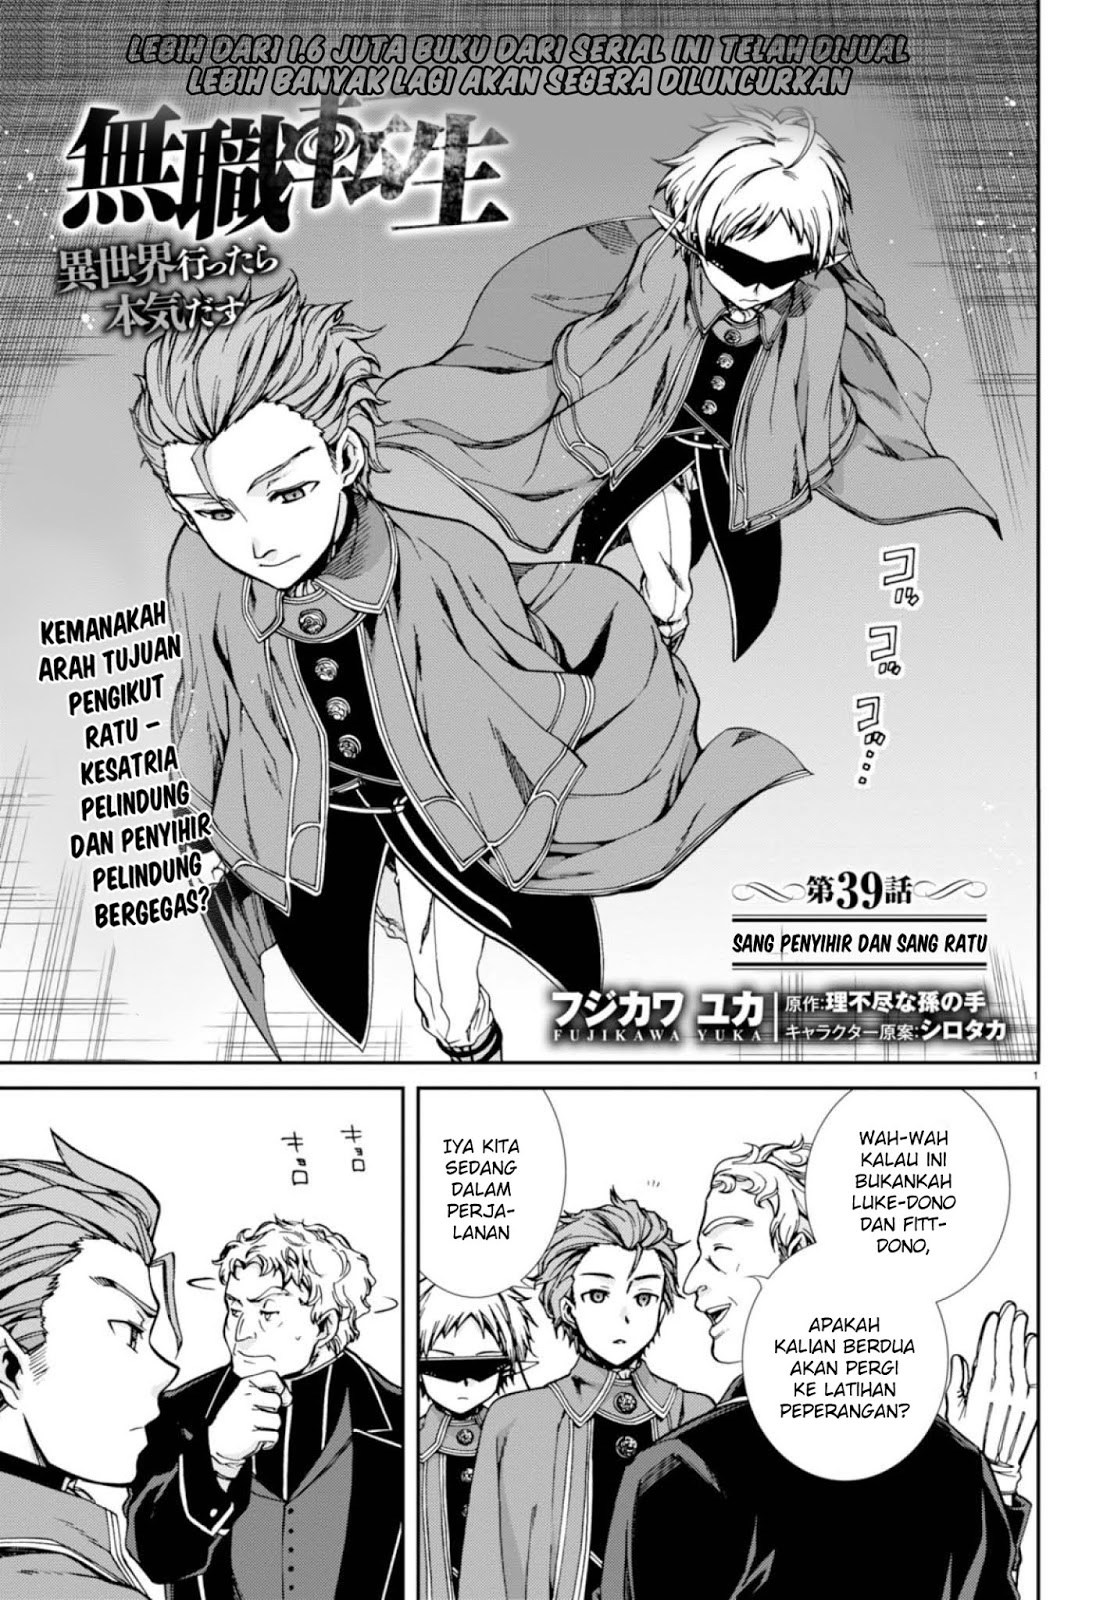 LEBIH DARI 1.6 JUTA BUKU DARI SERIAL INI TELAH DIJUAL
LEBIH BANYAK LAGI AKAN SEGERA DILUNCURKAN
無職転生
異世界行ったら
本気だす
コッ
コッ
コッ…
KEMANAKAH
ARAH TUJUAN
PENGIKUT
RATU –
KESATRIA
PELINDUNG
DAN PENYIHIR
PELINDUNG
BERGEGAS?
第39話
SANG PENYIHIR DAN SANG RATU
フジカワ ユカ
FUJIKAWA YUKA
原作:理不尽な孫の手
キャラクター原案:シロタカ
1
WAH-WAH
KALAU INI
BUKANKAH
LUKE-DONO
DAN FITT-
DONO,
APAKAH
KALIAN BERDUA
AKAN PERGI
KE LATIHAN
PEPERANGAN?
IYA KITA
SEDANG
DALAM
PERJA-
LANAN
キョロ
キョロ